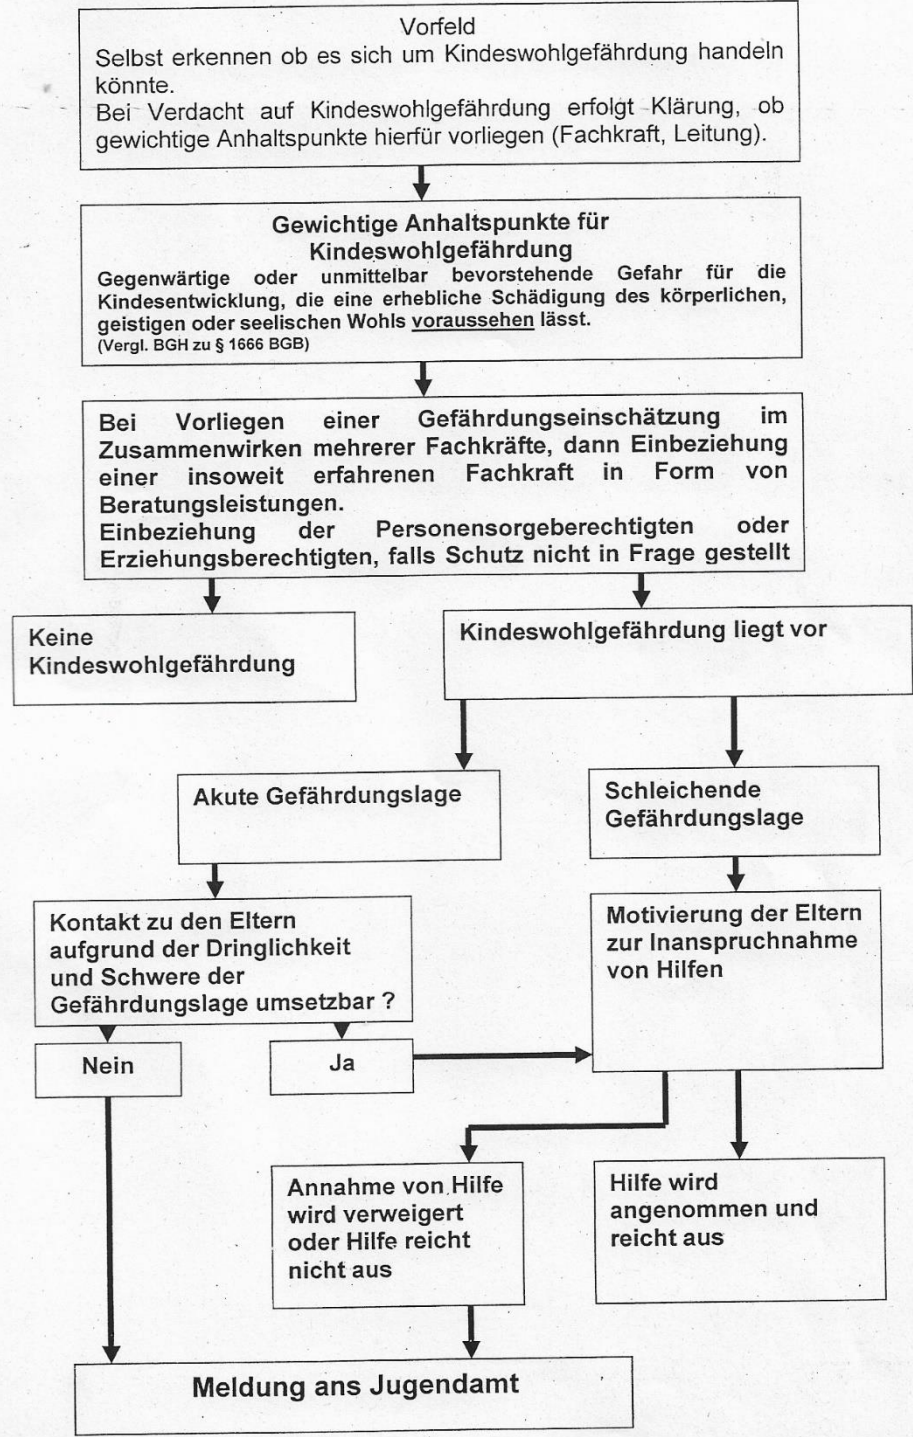 Vorfeld
Selbst erkennen ob es sich um Kindeswohlgefährdung handeln
könnte.
Bei Verdacht auf Kindeswohlgefährdung erfolgt Klärung, ob
gewichtige Anhaltspunkte hierfür vorliegen (Fachkraft, Leitung).
Gewichtige Anhaltspunkte für
Kindeswohlgefährdung
Gegenwärtige oder unmittelbar bevorstehende Gefahr für die
Kindesentwicklung, die eine erhebliche Schädigung des körperlichen,
geistigen oder seelischen Wohls voraussehen lässt.
(Vergl. BGH zu § 1666 BGB)
Bei Vorliegen einer Gefährdungseinschätzung im
Zusammenwirken mehrerer Fachkräfte, dann Einbeziehung
einer insoweit erfahrenen Fachkraft in Form von
Beratungsleistungen.
Einbeziehung der Personensorgeberechtigten oder
Erziehungsberechtigten, falls Schutz nicht in Frage gestellt
Keine
Kindeswohlgefährdung
Kindeswohlgefährdung liegt vor
Akute Gefährdungslage
Schleichende
Gefährdungslage
Kontakt zu den Eltern
aufgrund der Dringlichkeit
und Schwere der
Gefährdungslage umsetzbar ?
Motivierung der Eltern
zur Inanspruchnahme
von Hilfen
Nein
Ja
Annahme von Hilfe
wird verweigert
oder Hilfe reicht
nicht aus
Hilfe wird
angenommen und
reicht aus
Meldung ans Jugendamt